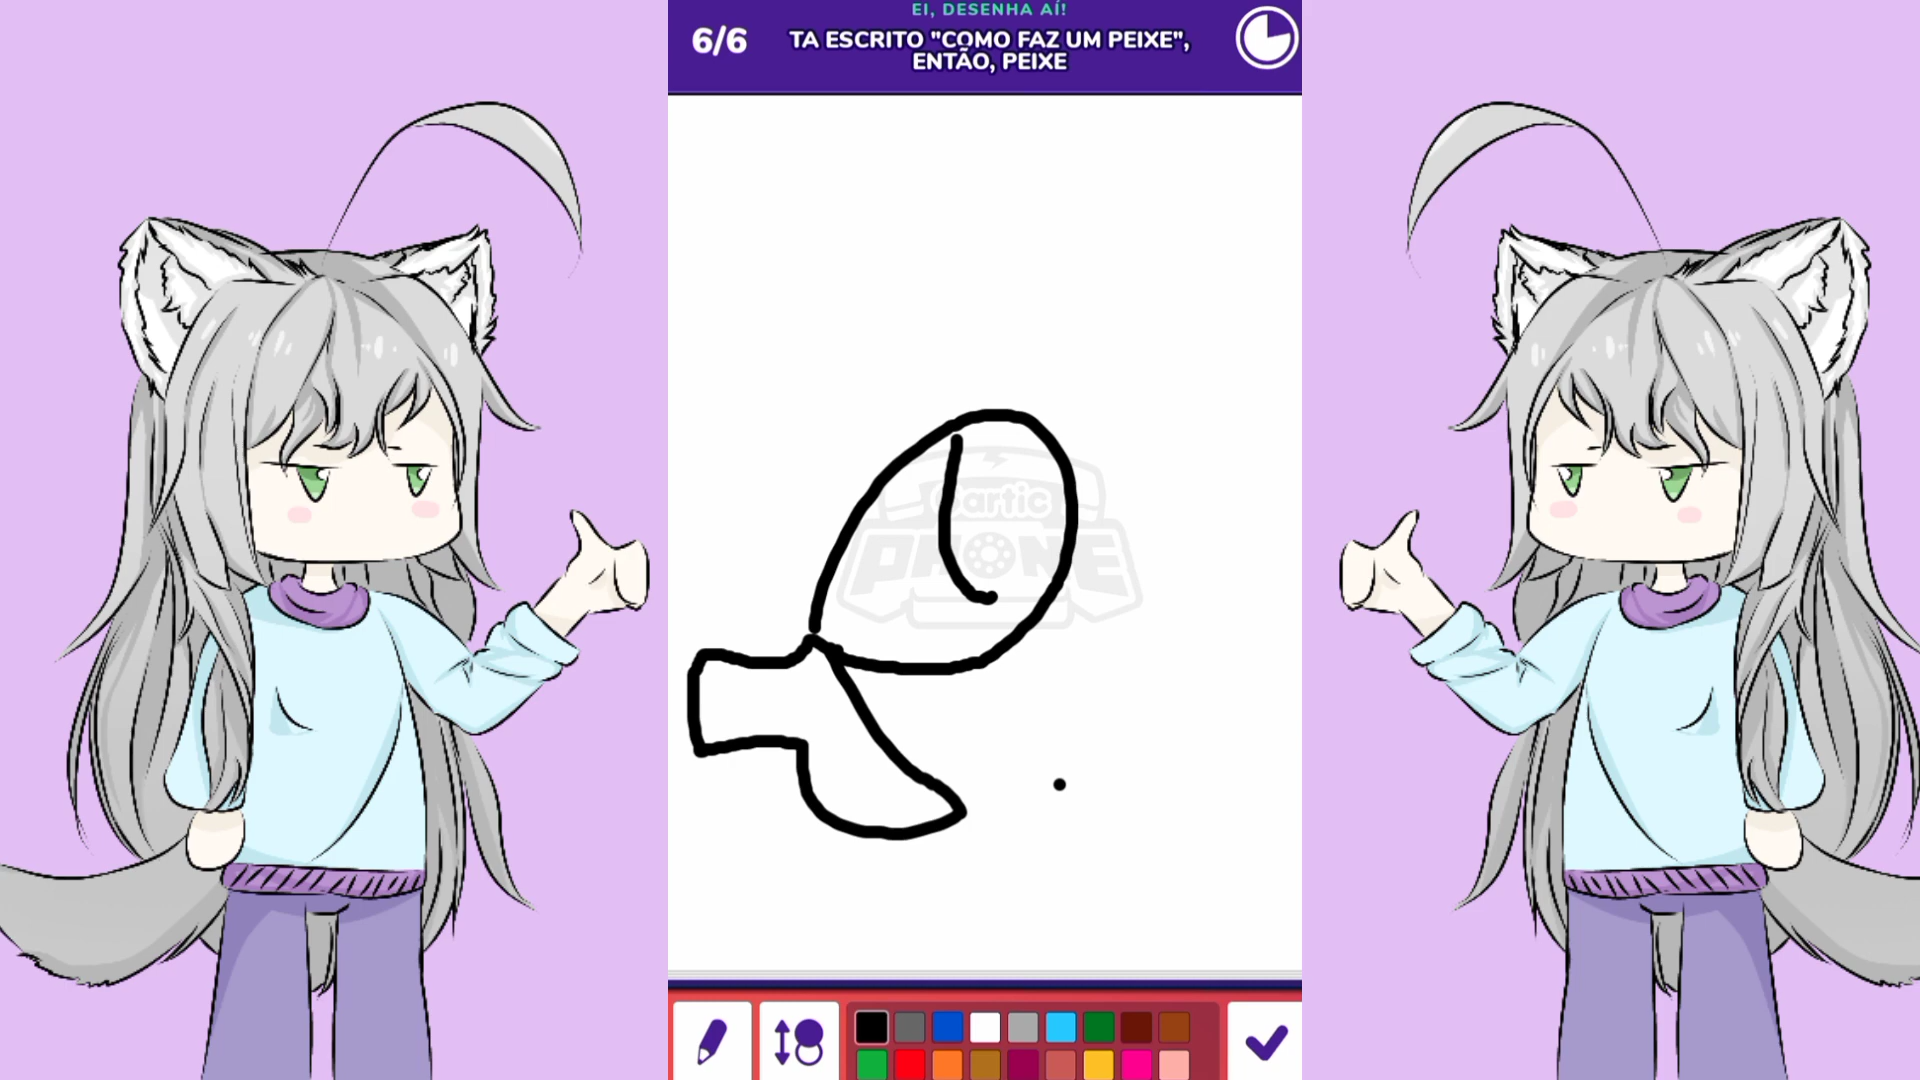 EI, DESENHA AÍ!
6/6
TA ESCRITO "COMO FAZ UM PEIXE",
ENTÃO, PEIXE
Gartic
PHONE